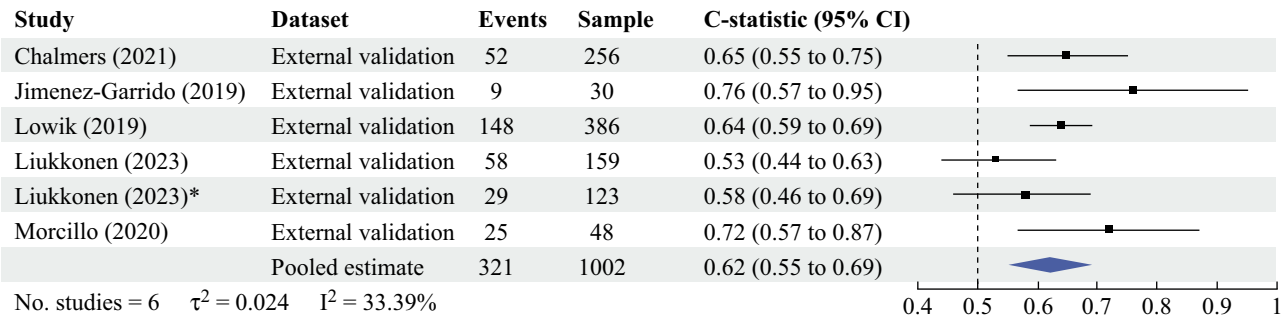 Study Dataset Events Sample C-statistic (95% CI)
Chalmers (2021) External validation 52 256 0.65 (0.55 to 0.75)
Jimenez-Garrido (2019) External validation 9 30 0.76 (0.57 to 0.95)
Lowik (2019) External validation 148 386 0.64 (0.59 to 0.69)
Liukkonen (2023) External validation 58 159 0.53 (0.44 to 0.63)
Liukkonen (2023)* External validation 29 123 0.58 (0.46 to 0.69)
Morcillo (2020) External validation 25 48 0.72 (0.57 to 0.87)
Pooled estimate 321 1002 0.62 (0.55 to 0.69)
No. studies = 6 τ² = 0.024 I² = 33.39%
0.4 0.5 0.6 0.7 0.8 0.9 1